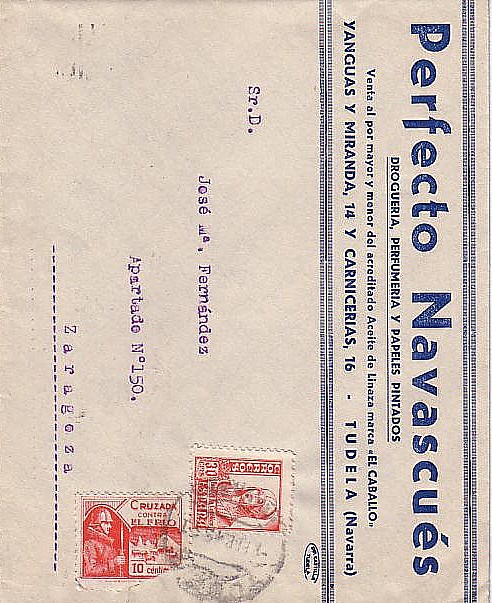 Perfecto Navascués
DROGUERIA, PERFUMERIA Y PAPELES PINTADOS
Venta al por mayor y menor del acreditado Aceite de Linaza marca «EL CABALLO»
YANGUAS Y MIRANDA, 14 Y CARNICERIAS, 16 - TUDELA (Navarra)
Sr.D.
José Mª. Fernández
Apartado Nº150.
Zaragoza
CORREOS
30
CRUZADA
CONTRA
EL FRIO
10 cénts